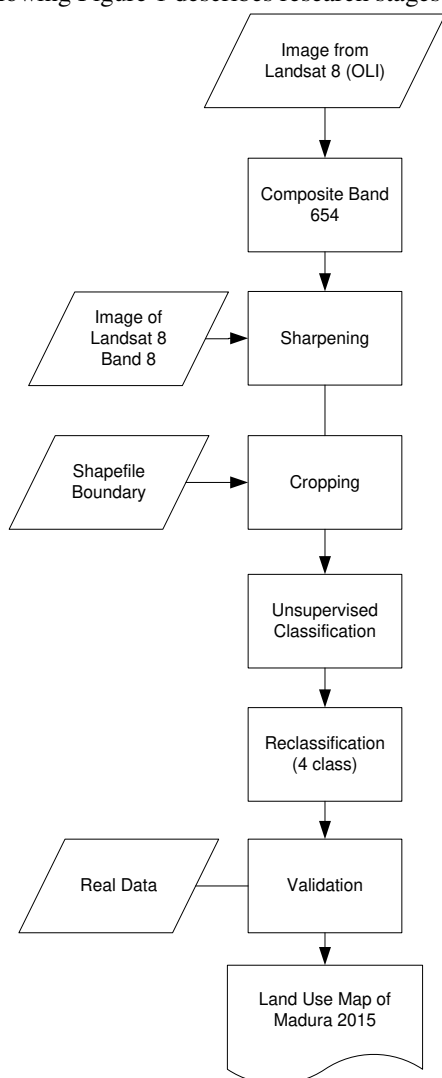 Figure 1 describes research stages
Image from
Landsat 8 (OLI)
Composite Band
654
Image of
Landsat 8
Band 8
Sharpening
Shapefile
Boundary
Cropping
Unsupervised
Classification
Reclassification
(4 class)
Real Data
Validation
Land Use Map of
Madura 2015